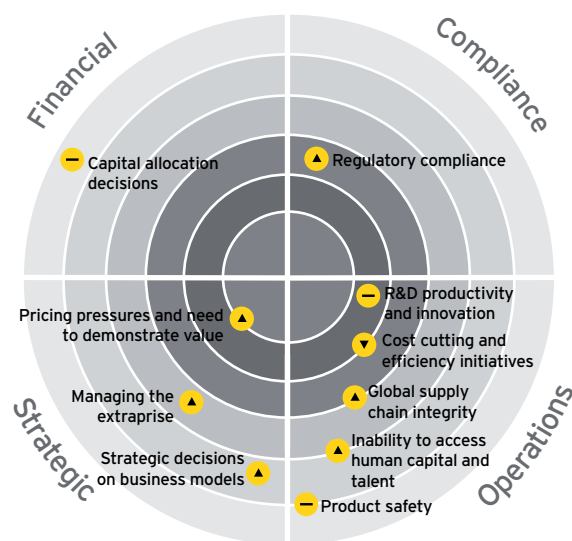 Financial
Compliance
Capital allocation
decisions
Regulatory compliance
R&D productivity
and innovation
Pricing pressures and need
to demonstrate value
Cost cutting and
efficiency initiatives
Managing the
extraprise
Global supply
chain integrity
Inability to access
human capital and
talent
Strategic decisions
on business models
Product safety
Strategic
Operations